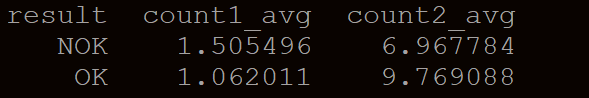 result count1_avg count2_avg
NOK 1.505496 6.967784
OK 1.062011 9.769088